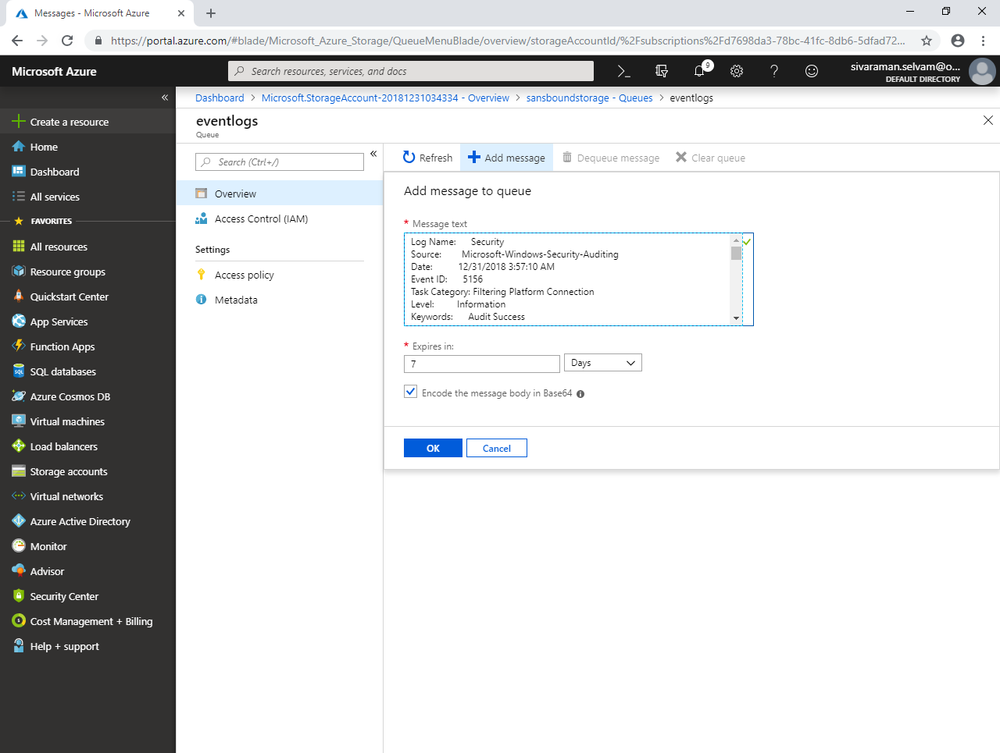 Messages - Microsoft Azure
https://portal.azure.com/#blade/Microsoft_Azure_Storage/QueueMenuBlade/overview/storageAccountId/%2Fsubscriptions%2Fd7698da3-78bc-41fc-8db6-5dfad72...
Microsoft Azure
Search resources, services, and docs
9
sivaraman.selvam@o...
DEFAULT DIRECTORY
Dashboard > Microsoft.StorageAccount-20181231034334 - Overview > sansboundstorage - Queues > eventlogs
eventlogs
Queue
Create a resource
Home
Dashboard
All services
FAVORITES
All resources
Resource groups
Quickstart Center
App Services
Function Apps
SQL databases
Azure Cosmos DB
Virtual machines
Load balancers
Storage accounts
Virtual networks
Azure Active Directory
Monitor
Advisor
Security Center
Cost Management + Billing
Help + support
Search (Ctrl+/)
Overview
Access Control (IAM)
Settings
Access policy
Metadata
Refresh
Add message
Dequeue message
Clear queue
Add message to queue
* Message text
Log Name: Security
Source: Microsoft-Windows-Security-Auditing
Date: 12/31/2018 3:57:10 AM
Event ID: 5156
Task Category: Filtering Platform Connection
Level: Information
Keywords: Audit Success
* Expires in:
7
Days
Encode the message body in Base64
OK
Cancel